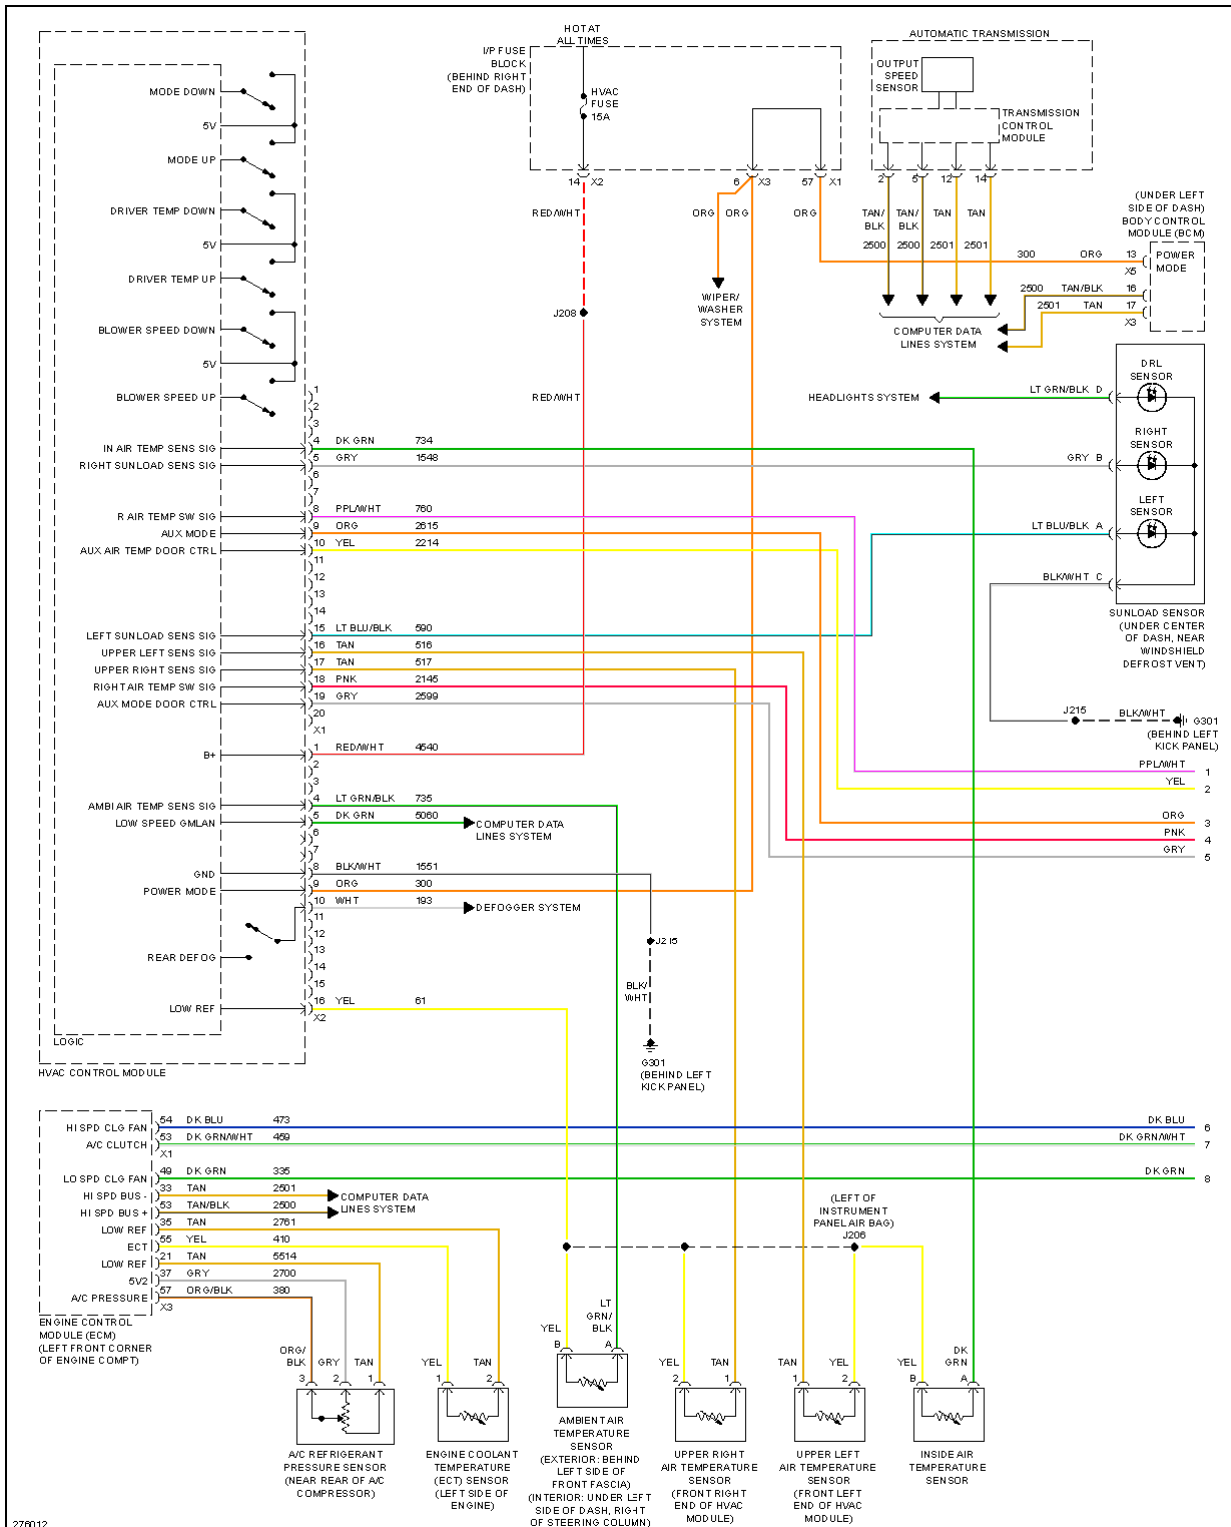 HOT AT
ALL TIMES
I/P FUSE
BLOCK
(BEHIND RIGHT
END OF DASH)
HVAC
FUSE
15A
14 X2
6 X3
57 X1
AUTOMATIC TRANSMISSION
OUTPUT
SPEED
SENSOR
TRANSMISSION
CONTROL
MODULE
2 5 12 14
RED/WHT
ORG ORG ORG
TAN/
BLK
TAN/
BLK
TAN
TAN
2500 2500 2501 2501
(UNDER LEFT
SIDE OF DASH)
BODY CONTROL
MODULE (BCM)
300 ORG 13
X5
POWER
MODE
2500 TAN/BLK 16
2501 TAN 17
X3
WIPER/
WASHER
SYSTEM
COMPUTER DATA
LINES SYSTEM
J208
RED/WHT
MODE DOWN
5V
MODE UP
DRIVER TEMP DOWN
5V
DRIVER TEMP UP
BLOWER SPEED DOWN
5V
BLOWER SPEED UP
1
2
3
IN AIR TEMP SENS SIG 4 DK GRN 734
RIGHT SUNLOAD SENS SIG 5 GRY 1548
6
7
R AIR TEMP SW SIG 8 PPL/WHT 760
AUX MODE 9 ORG 2615
AUX AIR TEMP DOOR CTRL 10 YEL 2214
11
12
13
14
LEFT SUNLOAD SENS SIG 15 LT BLU/BLK 590
UPPER LEFT SENS SIG 16 TAN 516
UPPER RIGHT SENS SIG 17 TAN 517
RIGHT AIR TEMP SW SIG 18 PNK 2145
AUX MODE DOOR CTRL 19 GRY 2599
20
X1
B+ 1 RED/WHT 4540
2
3
AMBI AIR TEMP SENS SIG 4 LT GRN/BLK 735
LOW SPEED GMLAN 5 DK GRN 5060
COMPUTER DATA
LINES SYSTEM
6
7
GND 8 BLK/WHT 1551
POWER MODE 9 ORG 300
10 WHT 193 DEFOGGER SYSTEM
11
12
REAR DEFOG 13
14
15
LOW REF 16 YEL 61
X2
LOGIC
HVAC CONTROL MODULE
HEADLIGHTS SYSTEM
LT GRN/BLK D
DRL
SENSOR
GRY B
RIGHT
SENSOR
LT BLU/BLK A
LEFT
SENSOR
BLK/WHT C
SUNLOAD SENSOR
(UNDER CENTER
OF DASH, NEAR
WINDSHIELD
DEFROST VENT)
J215
BLK/WHT
G301
(BEHIND LEFT
KICK PANEL)
PPL/WHT 1
YEL 2
ORG 3
PNK 4
GRY 5
J215
BLK/
WHT
G301
(BEHIND LEFT
KICK PANEL)
HI SPD CLG FAN 54 DK BLU 473
DK BLU 6
A/C CLUTCH 53 DK GRN/WHT 459
DK GRN/WHT 7
X1
LO SPD CLG FAN 49 DK GRN 335
DK GRN 8
HI SPD BUS - 33 TAN 2501
HI SPD BUS + 53 TAN/BLK 2500
COMPUTER DATA
LINES SYSTEM
LOW REF 35 TAN 2761
ECT 55 YEL 410
LOW REF 21 TAN 5514
5V2 37 GRY 2700
A/C PRESSURE 57 ORG/BLK 380
X3
ENGINE CONTROL
MODULE (ECM)
(LEFT FRONT CORNER
OF ENGINE COMPT)
(LEFT OF
INSTRUMENT
PANEL AIR BAG)
J206
ORG/
BLK
GRY
TAN
3 2 1
A/C REFRIGERANT
PRESSURE SENSOR
(NEAR REAR OF A/C
COMPRESSOR)
YEL TAN
1 2
ENGINE COOLANT
TEMPERATURE
(ECT) SENSOR
(LEFT SIDE OF
ENGINE)
YEL
LT
GRN/
BLK
B A
AMBIENT AIR
TEMPERATURE
SENSOR
(EXTERIOR: BEHIND
LEFT SIDE OF
FRONT FASCIA)
(INTERIOR: UNDER LEFT
SIDE OF DASH, RIGHT
OF STEERING COLUMN)
YEL TAN
2 1
UPPER RIGHT
AIR TEMPERATURE
SENSOR
(FRONT RIGHT
END OF HVAC
MODULE)
TAN YEL
1 2
UPPER LEFT
AIR TEMPERATURE
SENSOR
(FRONT LEFT
END OF HVAC
MODULE)
YEL
DK
GRN
B A
INSIDE AIR
TEMPERATURE
SENSOR
276012